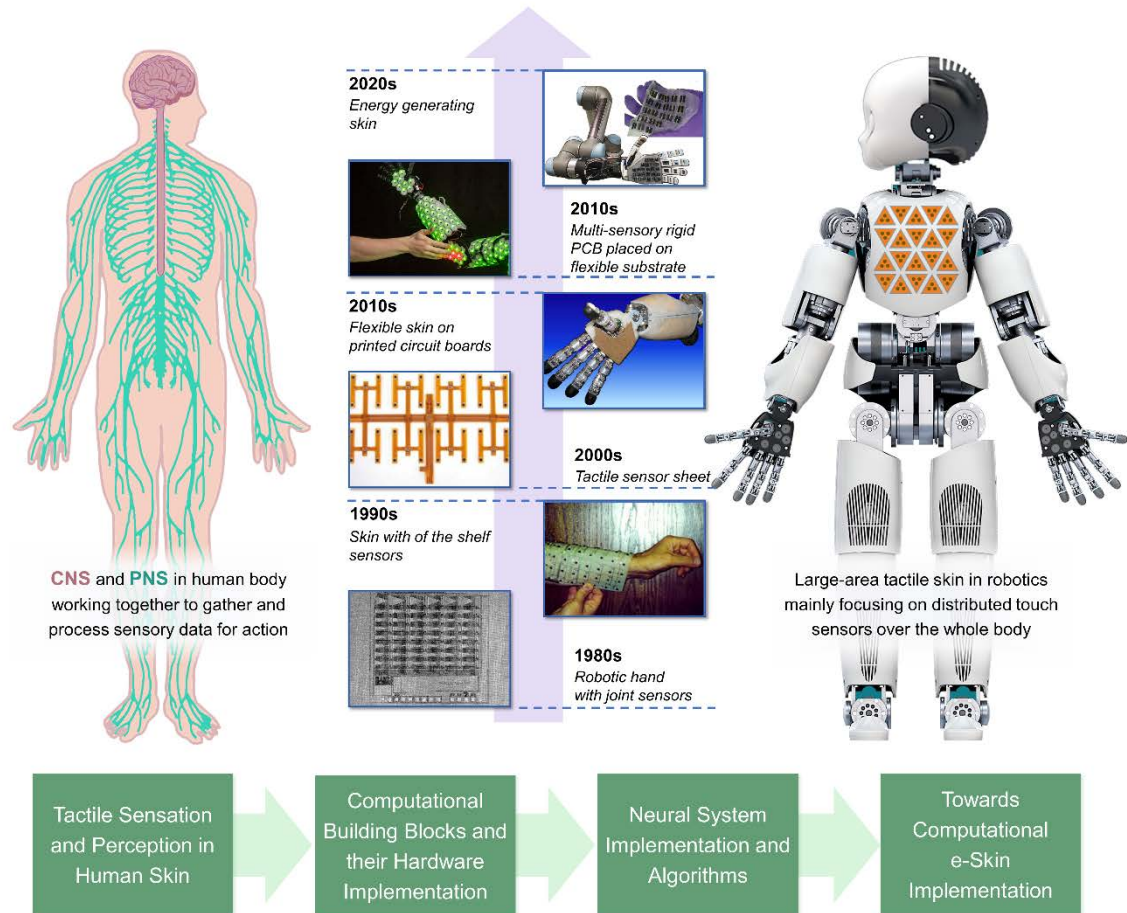 2020s
Energy generating
skin
2010s
Multi-sensory rigid
PCB placed on
flexible substrate
2010s
Flexible skin on
printed circuit boards
2000s
Tactile sensor sheet
1990s
Skin with of the shelf
sensors
1980s
Robotic hand
with joint sensors
CNS and PNS in human body
working together to gather and
process sensory data for action
Large-area tactile skin in robotics
mainly focusing on distributed touch
sensors over the whole body
Tactile Sensation
and Perception in
Human Skin
Computational
Building Blocks and
their Hardware
Implementation
Neural System
Implementation and
Algorithms
Towards
Computational
e-Skin
Implementation